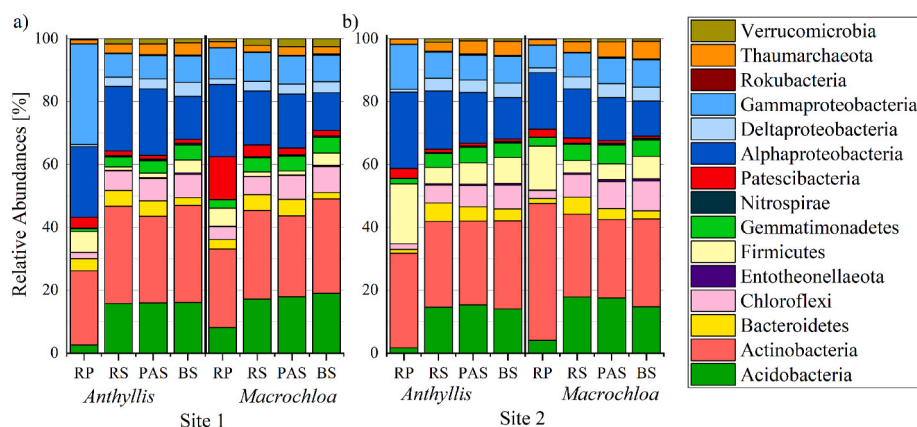 a)
b)
Relative Abundances [%]
100
80
60
40
20
0
100
80
60
40
20
0
RP RS PAS BS RP RS PAS BS
Anthyllis Macrochloa
Site 1
RP RS PAS BS RP RS PAS BS
Anthyllis Macrochloa
Site 2
Verrucomicrobia
Thaumarchaeota
Rokubacteria
Gammaproteobacteria
Deltaproteobacteria
Alphaproteobacteria
Patescibacteria
Nitrospirae
Gemmatimonadetes
Firmicutes
Entotheonellaeota
Chloroflexi
Bacteroidetes
Actinobacteria
Acidobacteria